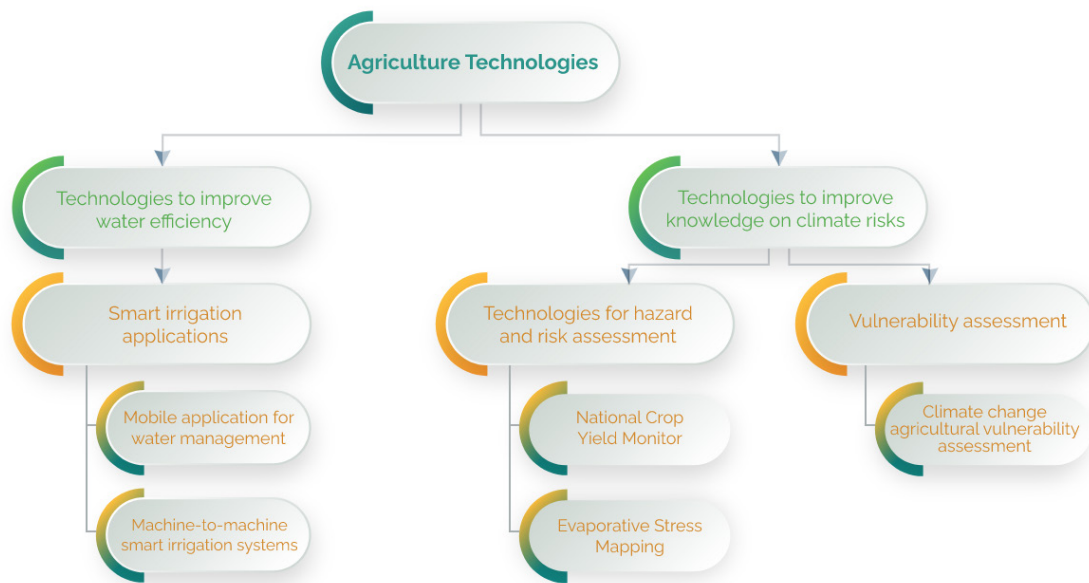 Agriculture Technologies
Technologies to improve
water efficiency
Technologies to improve
knowledge on climate risks
Smart irrigation
applications
Technologies for hazard
and risk assessment
Vulnerability assessment
Mobile application for
water management
National Crop
Yield Monitor
Climate change
agricultural vulnerability
assessment
Machine-to-machine
smart irrigation systems
Evaporative Stress
Mapping